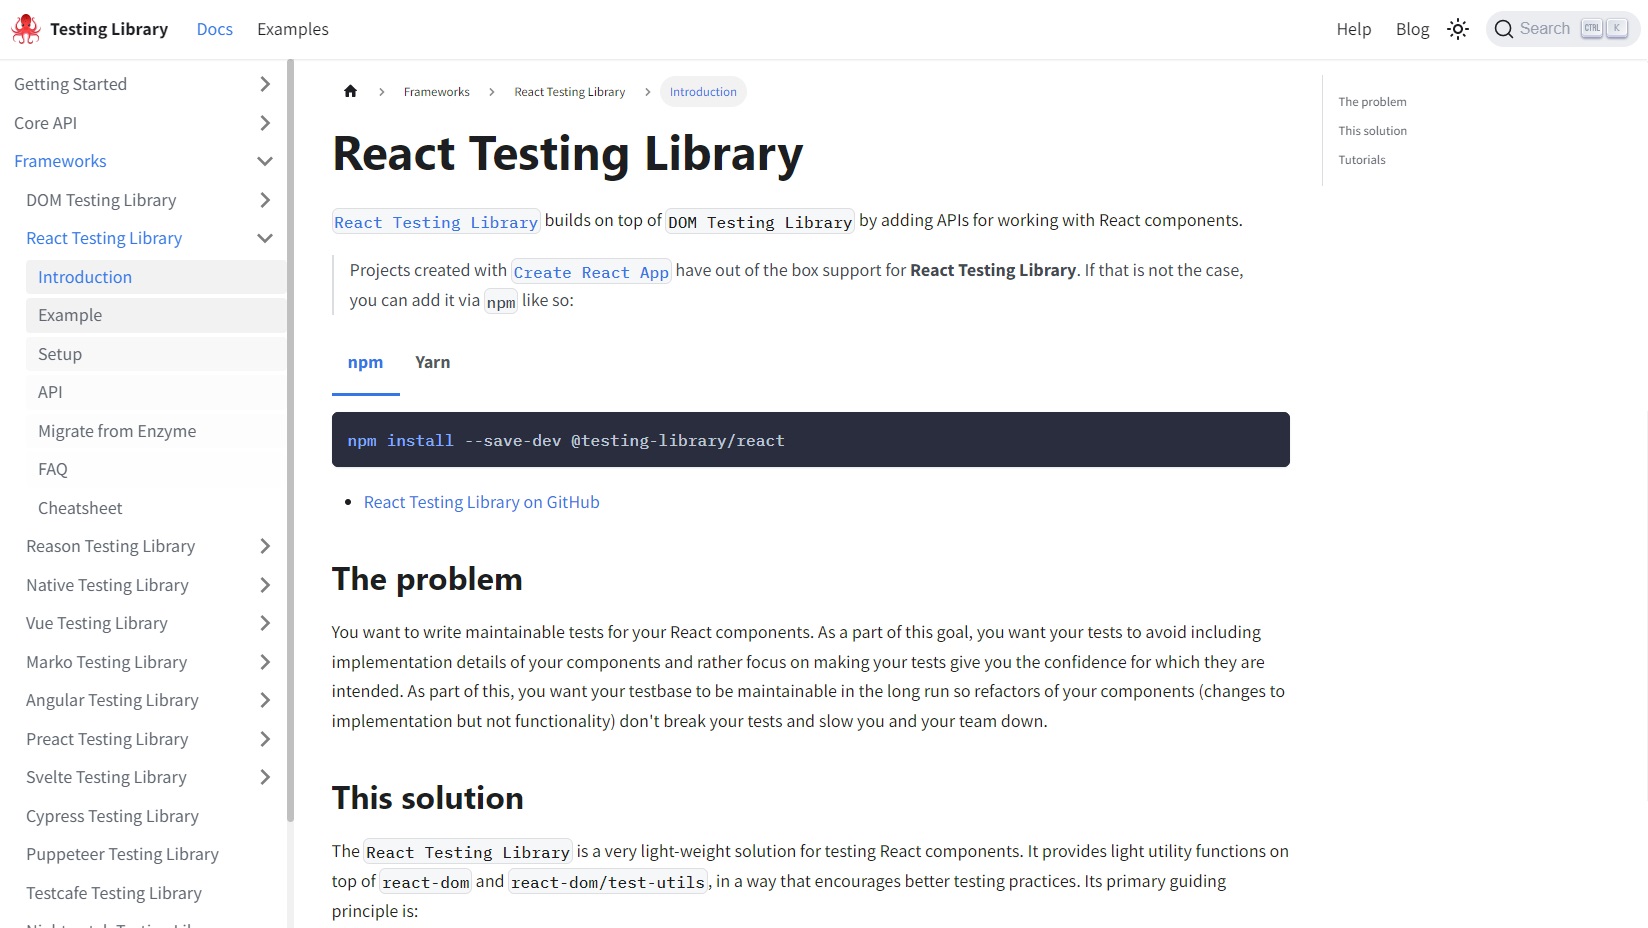 Testing Library
Docs
Examples
Help
Blog
Search
CTRL
K
Getting Started
Core API
Frameworks
DOM Testing Library
React Testing Library
Introduction
Example
Setup
API
Migrate from Enzyme
FAQ
Cheatsheet
Reason Testing Library
Native Testing Library
Vue Testing Library
Marko Testing Library
Angular Testing Library
Preact Testing Library
Svelte Testing Library
Cypress Testing Library
Puppeteer Testing Library
Testcafe Testing Library
Frameworks
React Testing Library
Introduction
React Testing Library
React Testing Library builds on top of DOM Testing Library by adding APIs for working with React components.
Projects created with Create React App have out of the box support for React Testing Library. If that is not the case,
you can add it via npm like so:
npm
Yarn
npm install --save-dev @testing-library/react
React Testing Library on GitHub
The problem
You want to write maintainable tests for your React components. As a part of this goal, you want your tests to avoid including
implementation details of your components and rather focus on making your tests give you the confidence for which they are
intended. As part of this, you want your testbase to be maintainable in the long run so refactors of your components (changes to
implementation but not functionality) don't break your tests and slow you and your team down.
This solution
The React Testing Library is a very light-weight solution for testing React components. It provides light utility functions on
top of react-dom and react-dom/test-utils, in a way that encourages better testing practices. Its primary guiding
principle is:
The problem
This solution
Tutorials